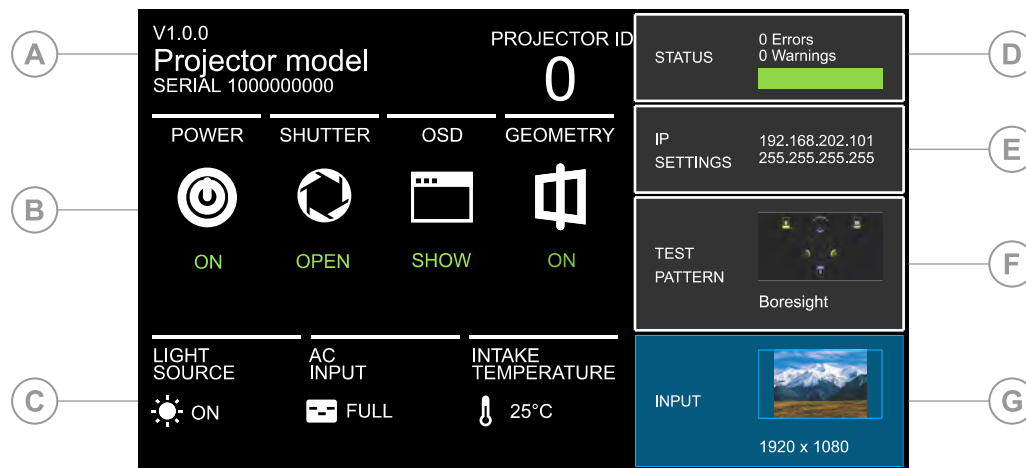 A
V1.0.0
Projector model
SERIAL 1000000000
PROJECTOR ID
0
STATUS
0 Errors
0 Warnings
D
IP
SETTINGS
192.168.202.101
255.255.255.255
E
B
POWER
ON
SHUTTER
OPEN
OSD
SHOW
GEOMETRY
ON
TEST
PATTERN
Boresight
F
C
LIGHT
SOURCE
ON
AC
INPUT
FULL
INTAKE
TEMPERATURE
25°C
INPUT
1920 x 1080
G